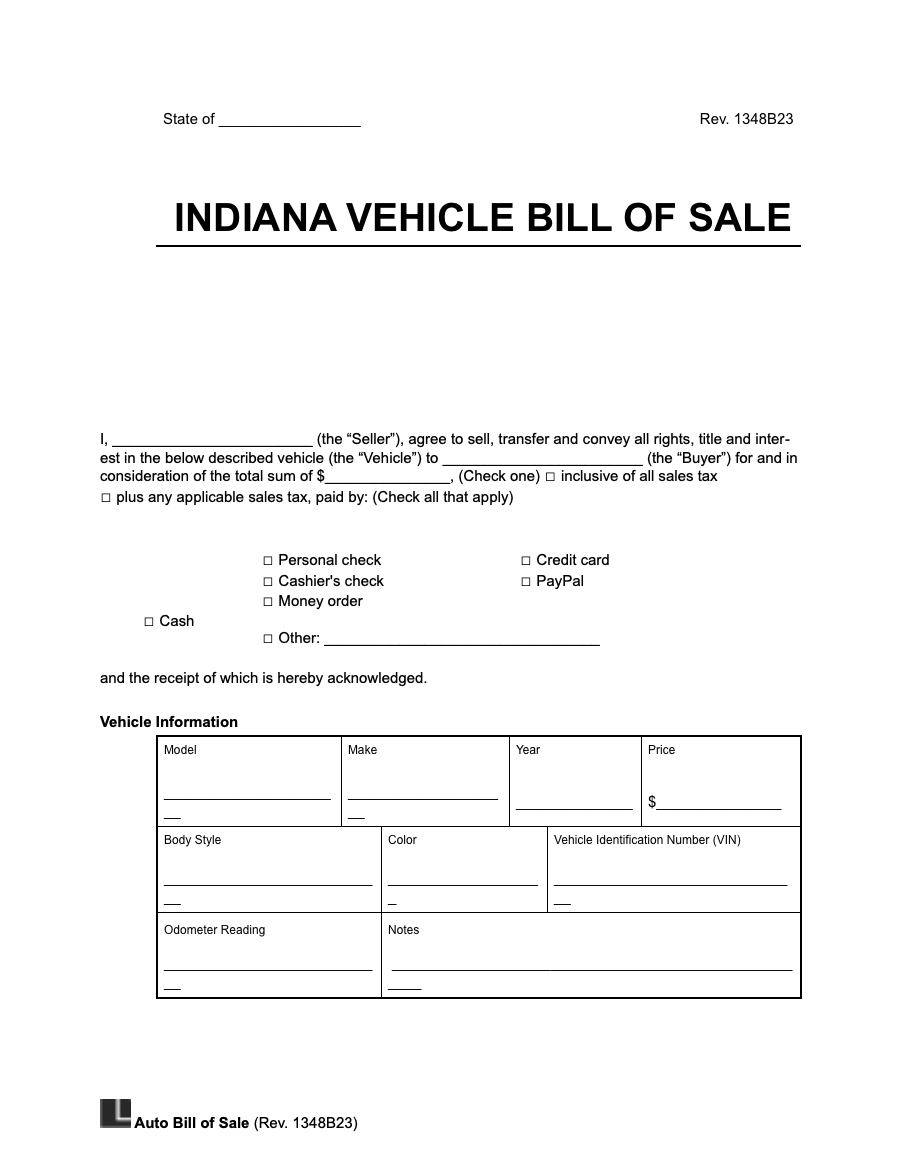 State of _________________ Rev. 1348B23
INDIANA VEHICLE BILL OF SALE
I, ________________________ (the “Seller”), agree to sell, transfer and convey all rights, title and inter-
est in the below described vehicle (the “Vehicle”) to ________________________ (the “Buyer”) for and in
consideration of the total sum of $_______________, (Check one) □ inclusive of all sales tax
□ plus any applicable sales tax, paid by: (Check all that apply)
□ Personal check □ Credit card
□ Cashier's check □ PayPal
□ Money order
□ Cash
□ Other: _________________________________
and the receipt of which is hereby acknowledged.
Vehicle Information
Model Make Year Price
$_______________
Body Style Color Vehicle Identification Number (VIN)
Odometer Reading Notes
Auto Bill of Sale (Rev. 1348B23)